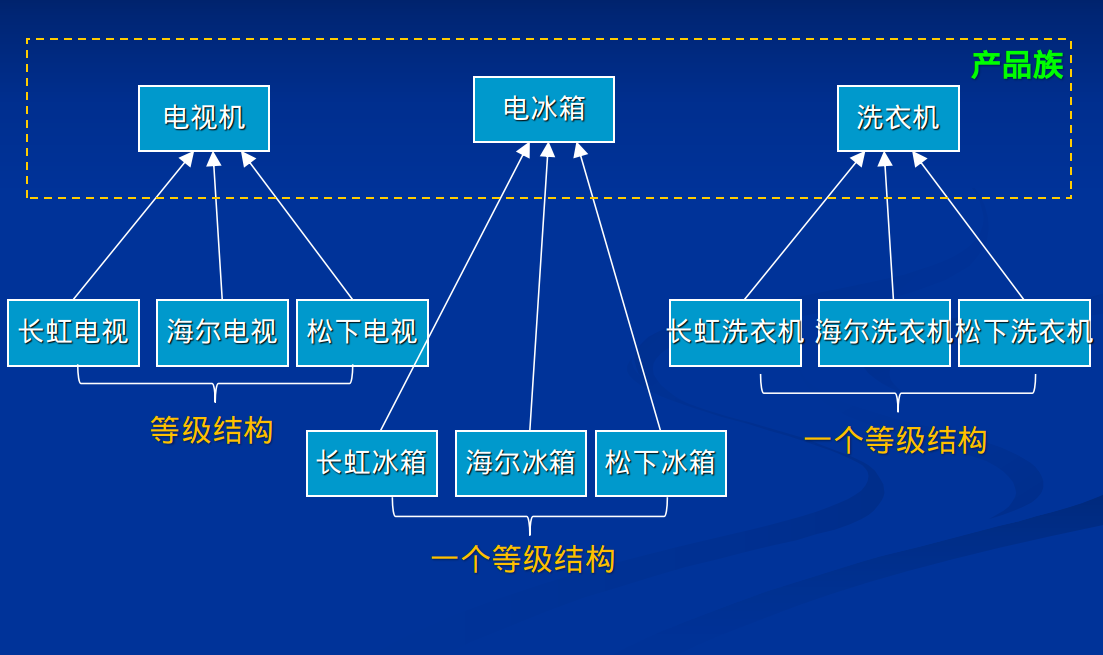 产品族
电视机
电冰箱
洗衣机
长虹电视
海尔电视
松下电视
长虹洗衣机
海尔洗衣机
松下洗衣机
等级结构
一个等级结构
长虹冰箱
海尔冰箱
松下冰箱
一个等级结构